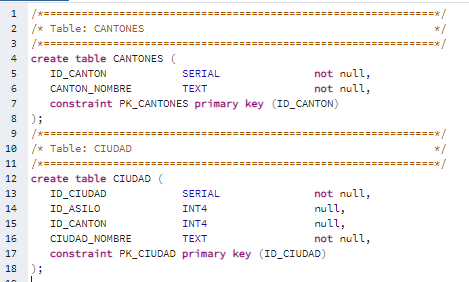 1 /*==============================================================*/
2 /* Table: CANTONES */
3 /*==============================================================*/
4 create table CANTONES (
5 ID_CANTON SERIAL not null,
6 CANTON_NOMBRE TEXT not null,
7 constraint PK_CANTONES primary key (ID_CANTON)
8 );
9 /*==============================================================*/
10 /* Table: CIUDAD */
11 /*==============================================================*/
12 create table CIUDAD (
13 ID_CIUDAD SERIAL not null,
14 ID_ASILO INT4 null,
15 ID_CANTON INT4 null,
16 CIUDAD_NOMBRE TEXT not null,
17 constraint PK_CIUDAD primary key (ID_CIUDAD)
18 );